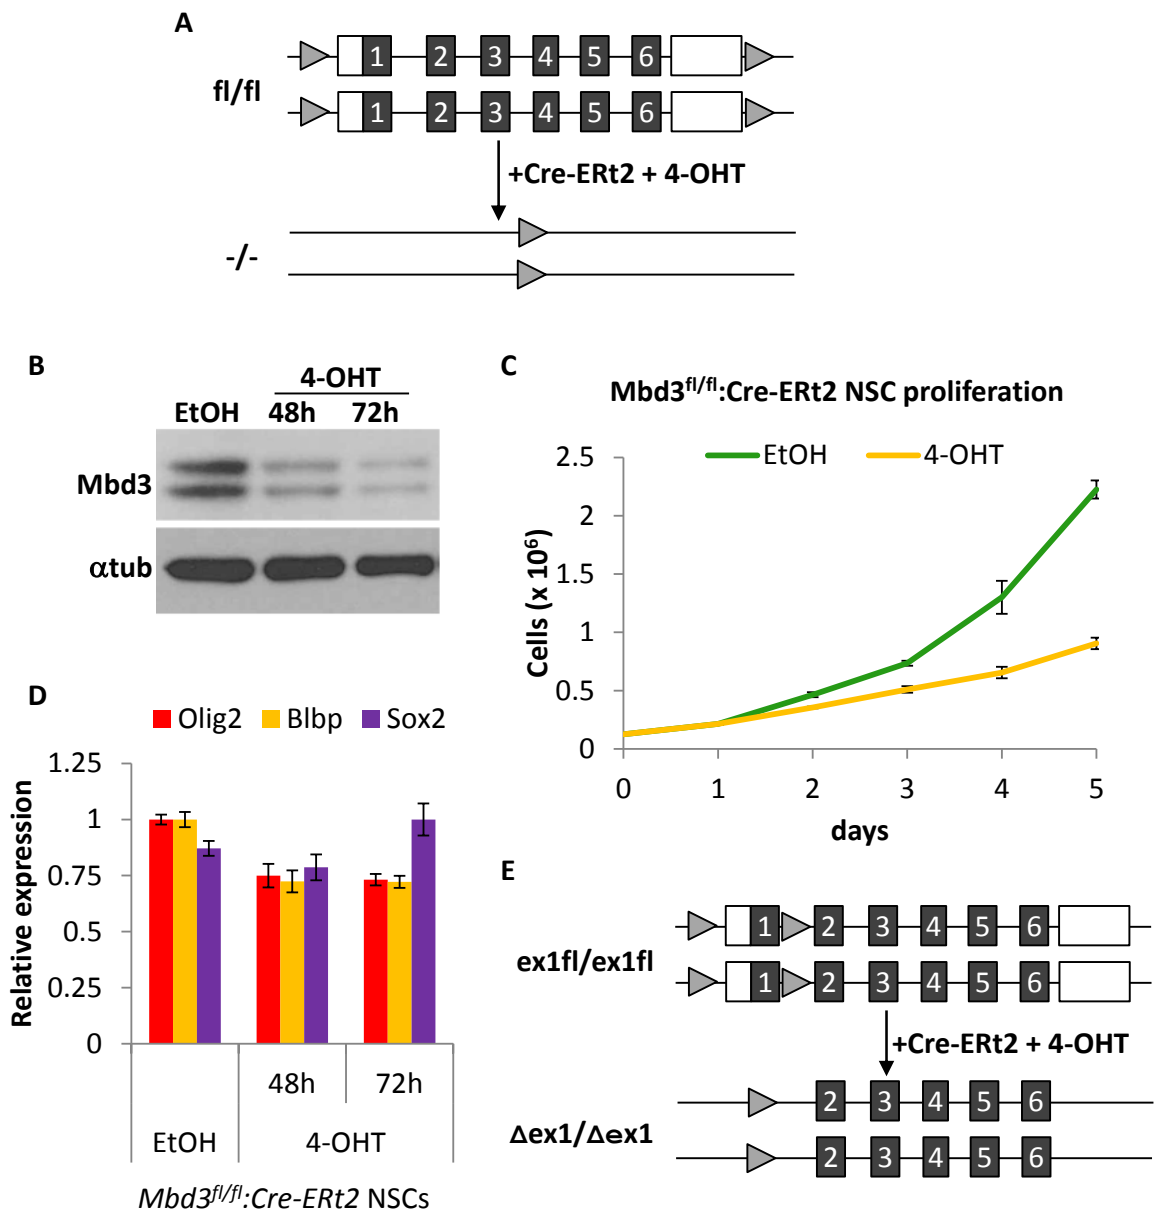 A
1 2 3 4 5 6
fl/fl
1 2 3 4 5 6
+Cre-ERt2 + 4-OHT
-/-
B
4-OHT
EtOH 48h 72h
Mbd3
αtub
C
Mbd3fl/fl:Cre-ERt2 NSC proliferation
EtOH 4-OHT
2.5
2
1.5
1
0.5
0
Cells (x 10⁶)
0 1 2 3 4 5
days
D
Olig2 Blbp Sox2
1.25
1
0.75
0.5
0.25
0
Relative expression
48h 72h
EtOH 4-OHT
Mbd3fl/fl:Cre-ERt2 NSCs
E
1 2 3 4 5 6
ex1fl/ex1fl
1 2 3 4 5 6
+Cre-ERt2 + 4-OHT
2 3 4 5 6
Δex1/Δex1
2 3 4 5 6